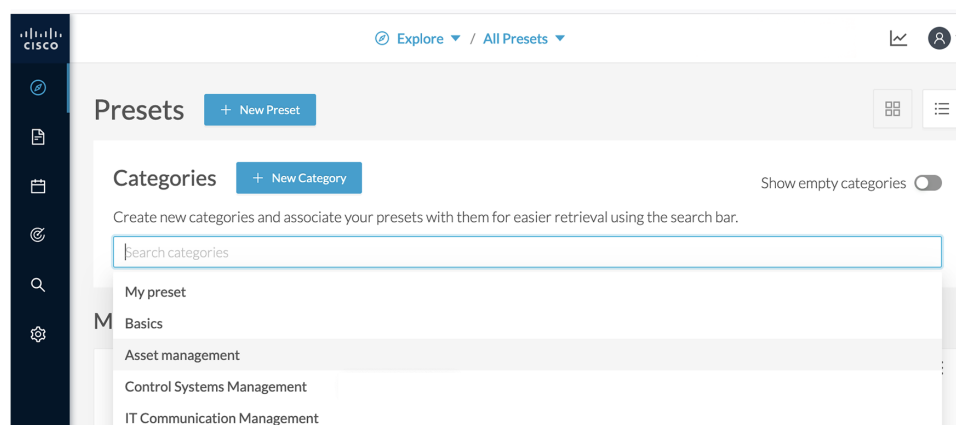 CISCO
Explore / All Presets
Presets
+ New Preset
Categories
+ New Category
Show empty categories
Create new categories and associate your presets with them for easier retrieval using the search bar.
Search categories
My preset
Basics
M
Asset management
Control Systems Management
IT Communication Management